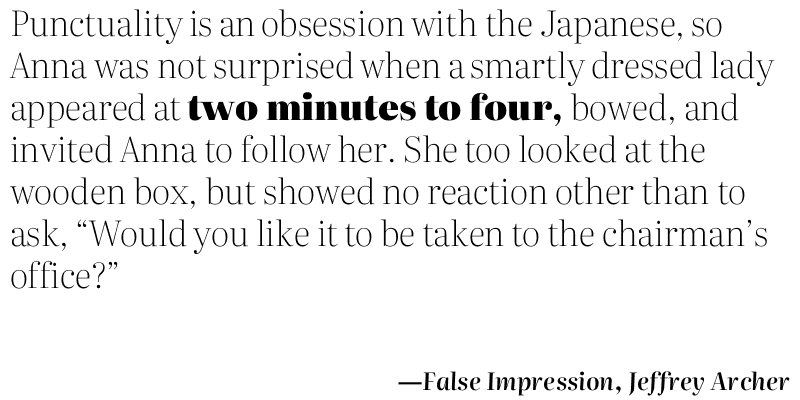 Punctuality is an obsession with the Japanese, so
Anna was not surprised when a smartly dressed lady
appeared at two minutes to four, bowed, and
invited Anna to follow her. She too looked at the
wooden box, but showed no reaction other than to
ask, “Would you like it to be taken to the chairman’s
office?”
—False Impression, Jeffrey Archer